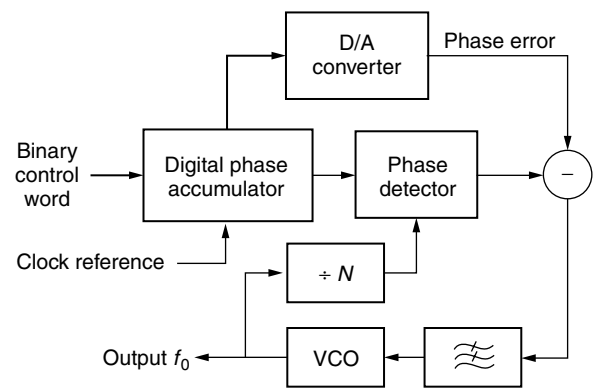 D/A
converter
Phase error
Binary
control
word
Digital phase
accumulator
Phase
detector
−
Clock reference
÷ N
Output f₀
VCO